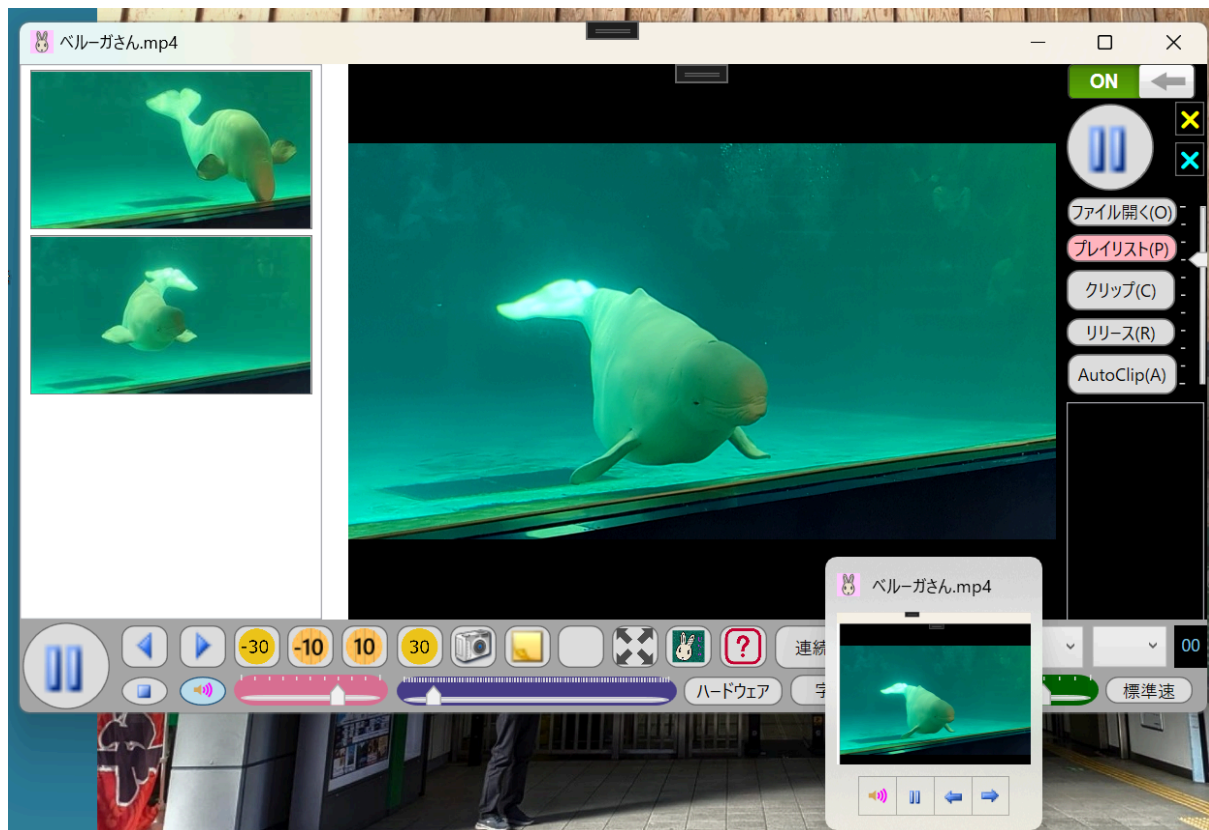 ベルーガさん.mp4
ON
ファイル開く(O)
プレイリスト(P)
クリップ(C)
リリース(R)
AutoClip(A)
ベルーガさん.mp4
-30
-10
10
30
?
連続
00
ハードウェア
標準速